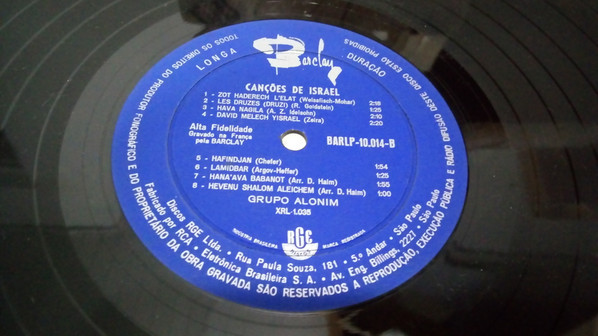 Barclay
LONGA DURAÇÃO
CANÇÕES DE ISRAEL
1 - ZOT HADERECH L'ELAT (Weissfisch-Mohar) 2:18
2 - LES DRUZES (DRUZI) (R. Goldstein) 2:25
3 - HAVA NAGILA (A. Z. Idelsohn) 2:10
4 - DAVID MELECH YISRAEL (Zeira) 2:20
Alta Fidelidade
Gravado na França
pela BARCLAY
BARLP-10.014-B
5 - HAFINDJAN (Chefer) 1:54
6 - LAMIDBAR (Argov-Heffer) 1:25
7 - HANA'AVA BABANOT (Arr. D. Haim) 1:55
8 - HEVENU SHALOM ALEICHEM (Arr. D. Haim) 1:00
GRUPO ALONIM
XRL-1.035
INDÚSTRIA BRASILEIRA
RGE
MARCA REGISTRADA
Discos RGE Ltda. • Rua Paula Souza, 181 • 5.º Andar • São Paulo
Fabricado por RCA • Eletrônica Brasileira S. A. • Av. Eng. Billings, 2227 • São Paulo
TODOS OS DIREITOS DO PRODUTOR FONOGRÁFICO E DO PROPRIETÁRIO DA OBRA GRAVADA SÃO RESERVADOS A REPRODUÇÃO, EXECUÇÃO PÚBLICA E RÁDIO DIFUSÃO DESTE DISCO ESTÃO PROIBIDAS